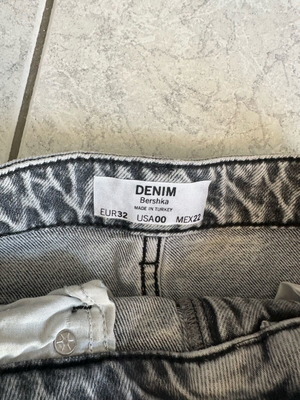 DENIM
Bershka
MADE IN TURKEY
EUR32 USA00 MEX22